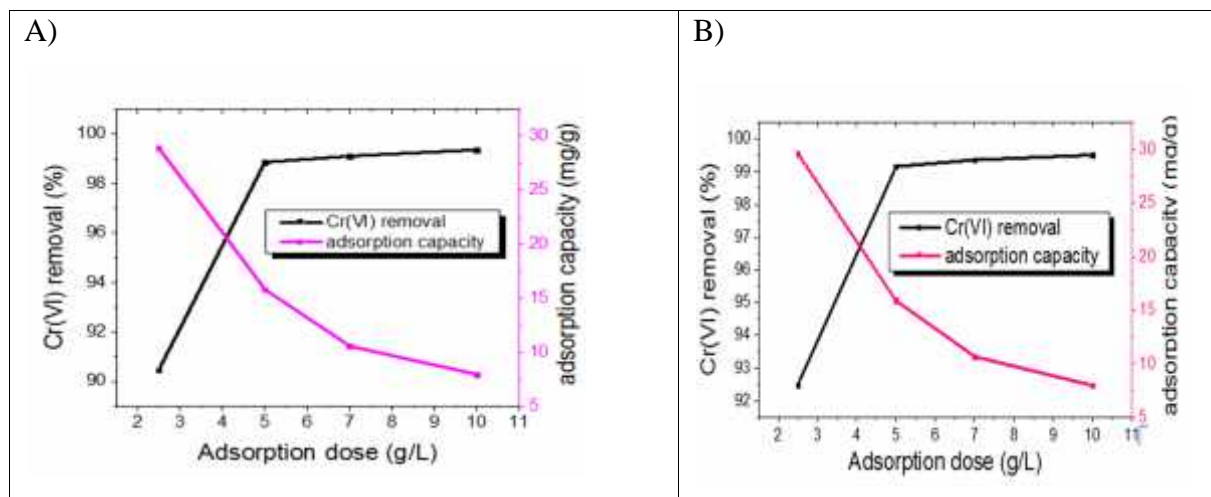 A)
100
98
96
94
92
90
Cr(VI) removal (%)
30
25
20
15
10
5
adsorption capacity (mg/g)
Cr(VI) removal
adsorption capacity
2 3 4 5 6 7 8 9 10 11
Adsorption dose (g/L)
B)
100
99
98
97
96
95
94
93
92
Cr(VI) removal (%)
30
25
20
15
10
5
adsorption capacity (mg/g)
Cr(VI) removal
adsorption capacity
2 3 4 5 6 7 8 9 10 11
Adsorption dose (g/L)